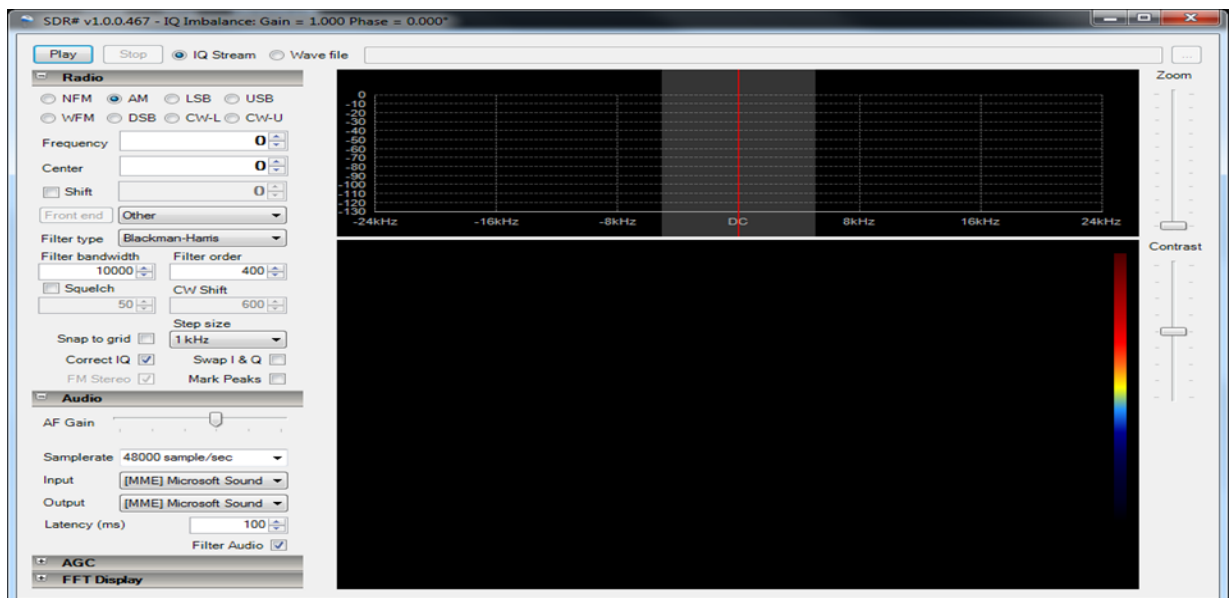 SDR# v1.0.0.467 - IQ Imbalance: Gain = 1.000 Phase = 0.000°
Play Stop IQ Stream Wave file ...
Radio
NFM AM LSB USB
WFM DSB CW-L CW-U
Frequency 0
Center 0
Shift 0
Front end Other
Filter type Blackman-Harris
Filter bandwidth Filter order
10000 400
Squelch CW Shift
50 600
Step size
Snap to grid 1 kHz
Correct IQ Swap I & Q
FM Stereo Mark Peaks
Audio
AF Gain
Samplerate 48000 sample/sec
Input [MME] Microsoft Sound
Output [MME] Microsoft Sound
Latency (ms) 100
Filter Audio
AGC
FFT Display
0
-10
-20
-30
-40
-50
-60
-70
-80
-90
-100
-110
-120
-130
-24kHz -16kHz -8kHz DC 8kHz 16kHz 24kHz
Zoom
Contrast